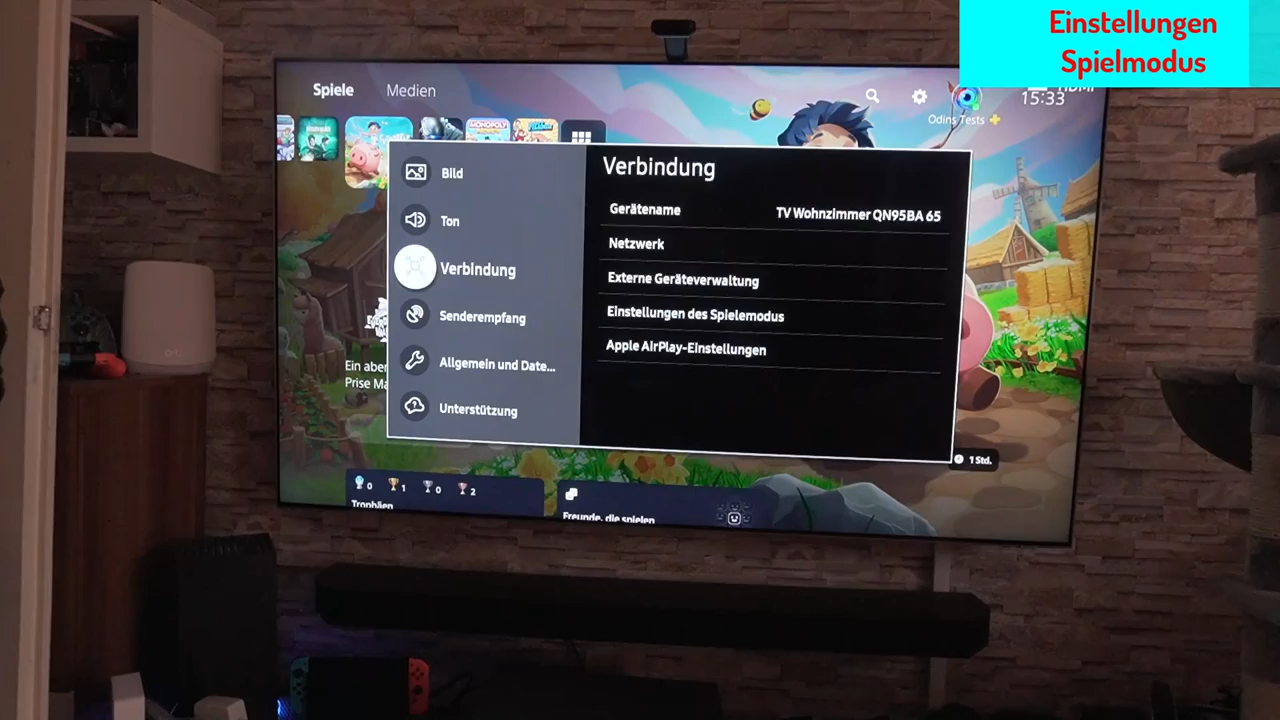 Einstellungen
Spielmodus
Spiele
Medien
15:33
Odins Tests
MONOPOLY
Bild
Ton
Verbindung
Senderempfang
Allgemein und Date...
Unterstützung
Verbindung
Gerätename
TV Wohnzimmer QN95BA 65
Netzwerk
Externe Geräteverwaltung
Einstellungen des Spielemodus
Apple AirPlay-Einstellungen
Ein aber
Prise Ma
1 Std.
0 1 0 2
Trophäen
Freunde, die spielen